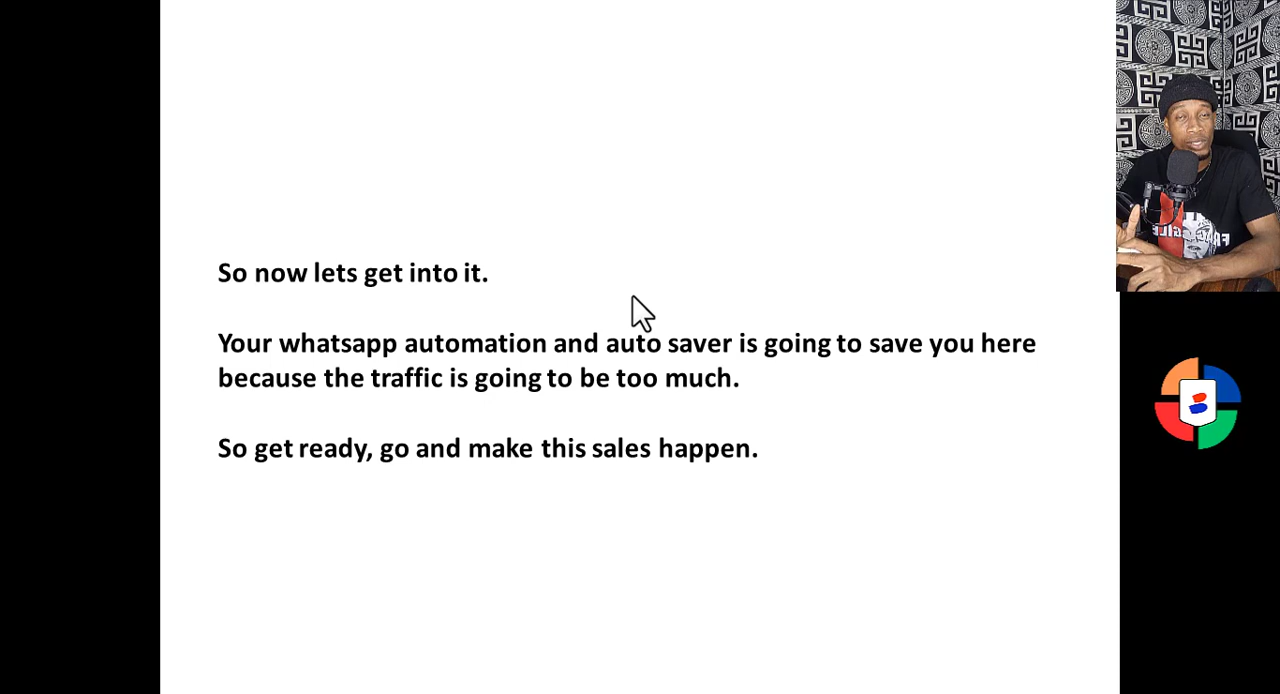 So now lets get into it.
Your whatsapp automation and auto saver is going to save you here
because the traffic is going to be too much.
So get ready, go and make this sales happen.